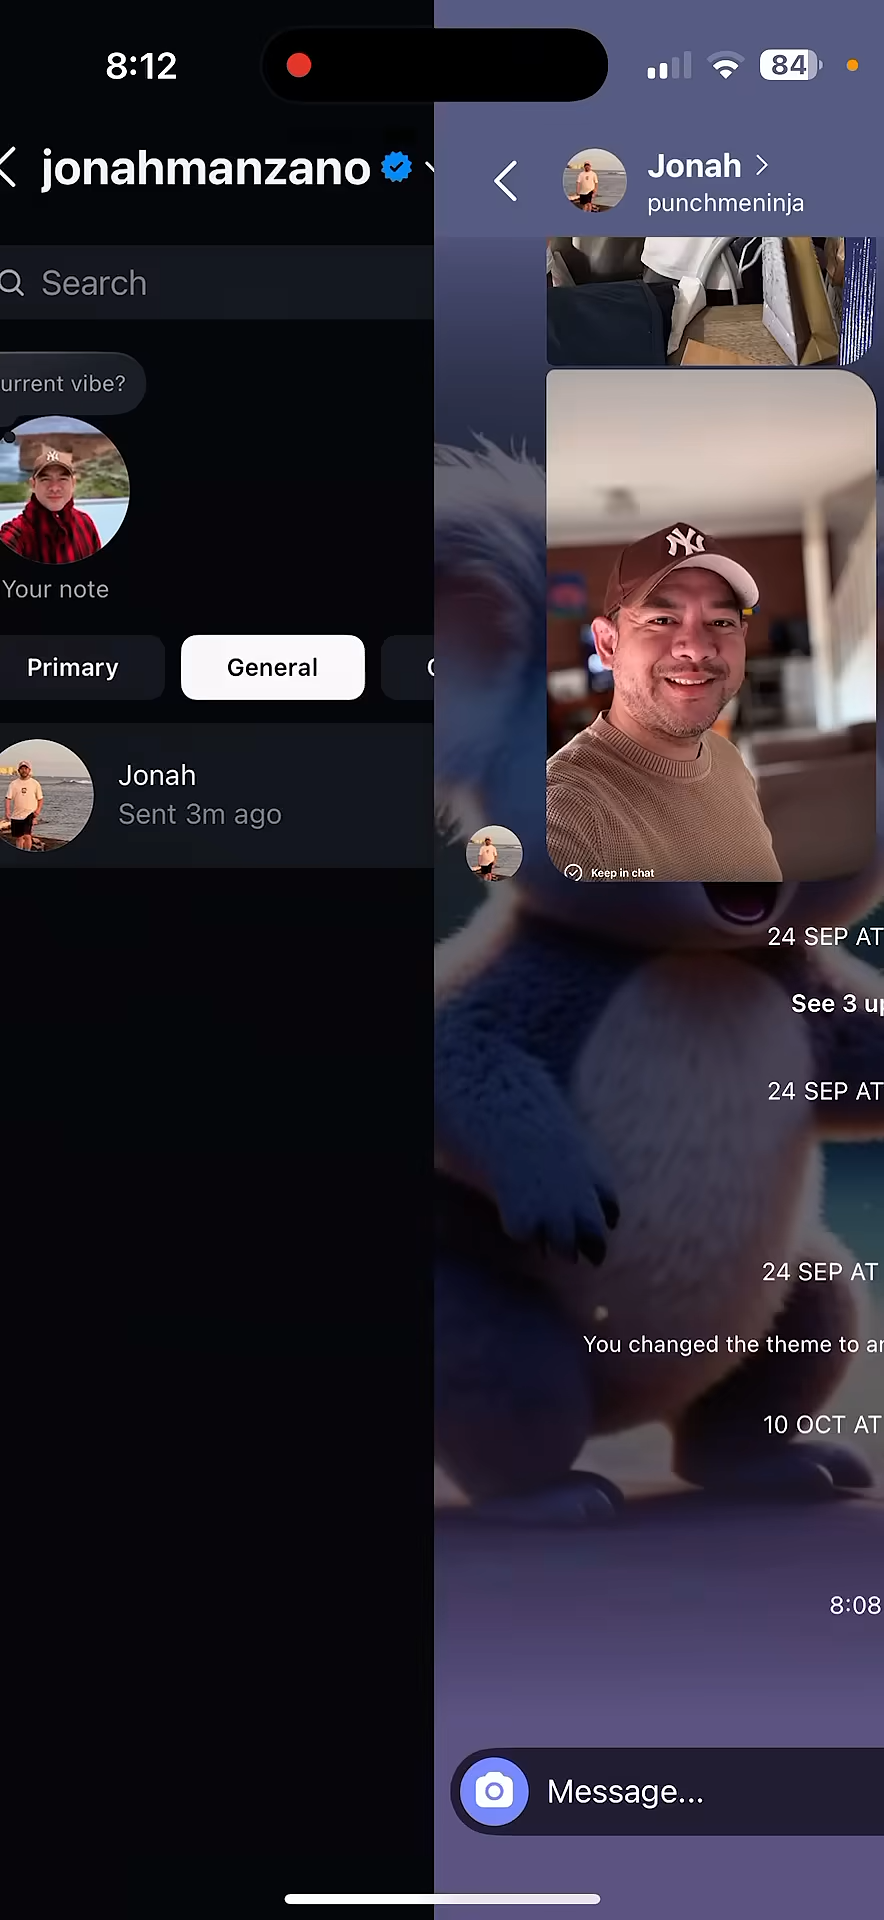 8:12
84
jonahmanzano
Search
urrent vibe?
Your note
Primary
General
Jonah
Sent 3m ago
Jonah
punchmeninja
NY
Keep in chat
24 SEP AT
See 3 up
24 SEP AT
24 SEP AT
You changed the theme to an
10 OCT AT
8:08
Message...